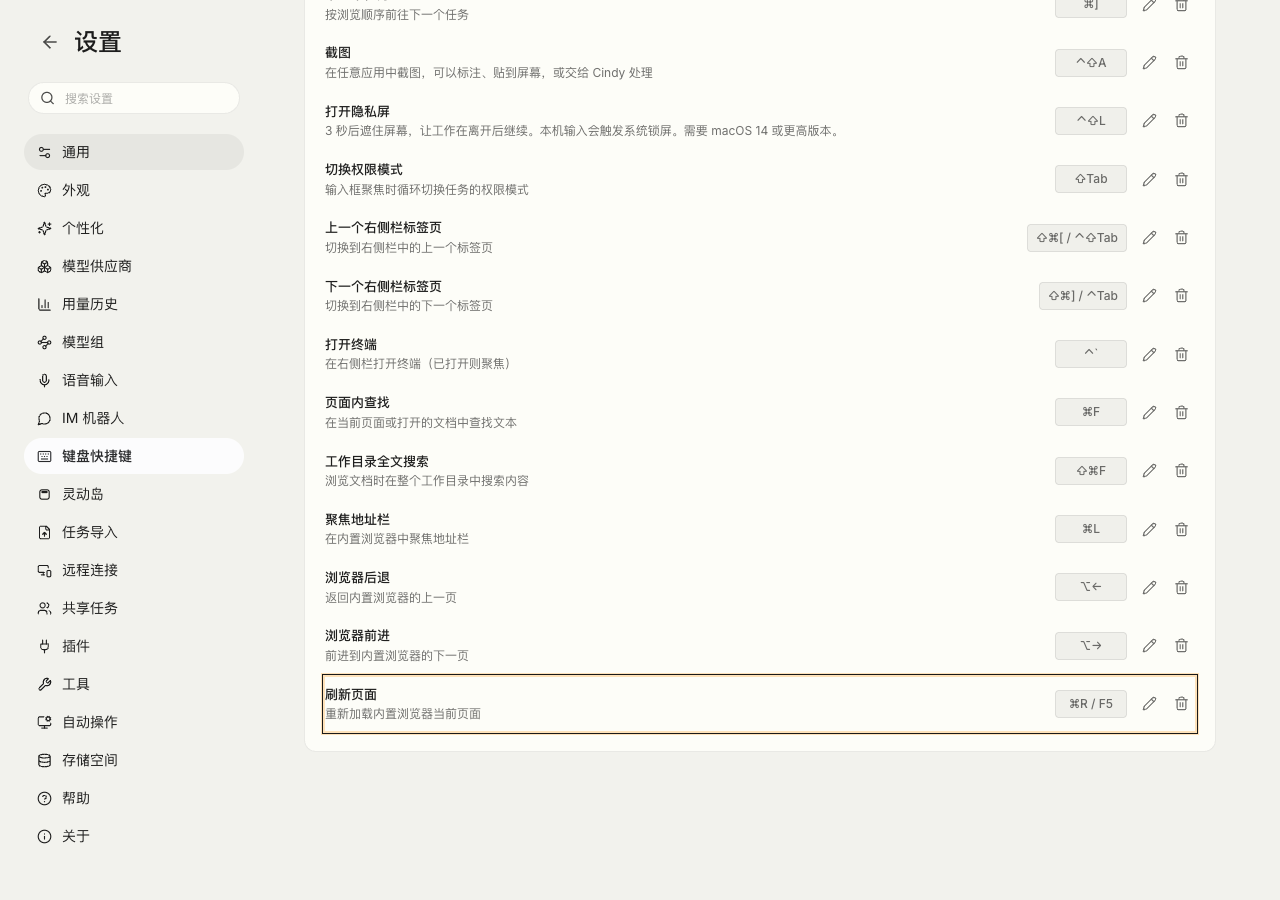 设置
搜索设置
通用
外观
个性化
模型供应商
用量历史
模型组
语音输入
IM 机器人
键盘快捷键
灵动岛
任务导入
远程连接
共享任务
插件
工具
自动操作
存储空间
帮助
关于
按浏览顺序前往下一个任务
⌘]
截图
在任意应用中截图，可以标注、贴到屏幕，或交给 Cindy 处理
^⇧A
打开隐私屏
3 秒后遮住屏幕，让工作在离开后继续。本机输入会触发系统锁屏。需要 macOS 14 或更高版本。
^⇧L
切换权限模式
输入框聚焦时循环切换任务的权限模式
⇧Tab
上一个右侧栏标签页
切换到右侧栏中的上一个标签页
⇧⌘[ / ^⇧Tab
下一个右侧栏标签页
切换到右侧栏中的下一个标签页
⇧⌘] / ^Tab
打开终端
在右侧栏打开终端（已打开则聚焦）
^`
页面内查找
在当前页面或打开的文档中查找文本
⌘F
工作目录全文搜索
浏览文档时在整个工作目录中搜索内容
⇧⌘F
聚焦地址栏
在内置浏览器中聚焦地址栏
⌘L
浏览器后退
返回内置浏览器的上一页
⌥←
浏览器前进
前进到内置浏览器的下一页
⌥→
刷新页面
重新加载内置浏览器当前页面
⌘R / F5